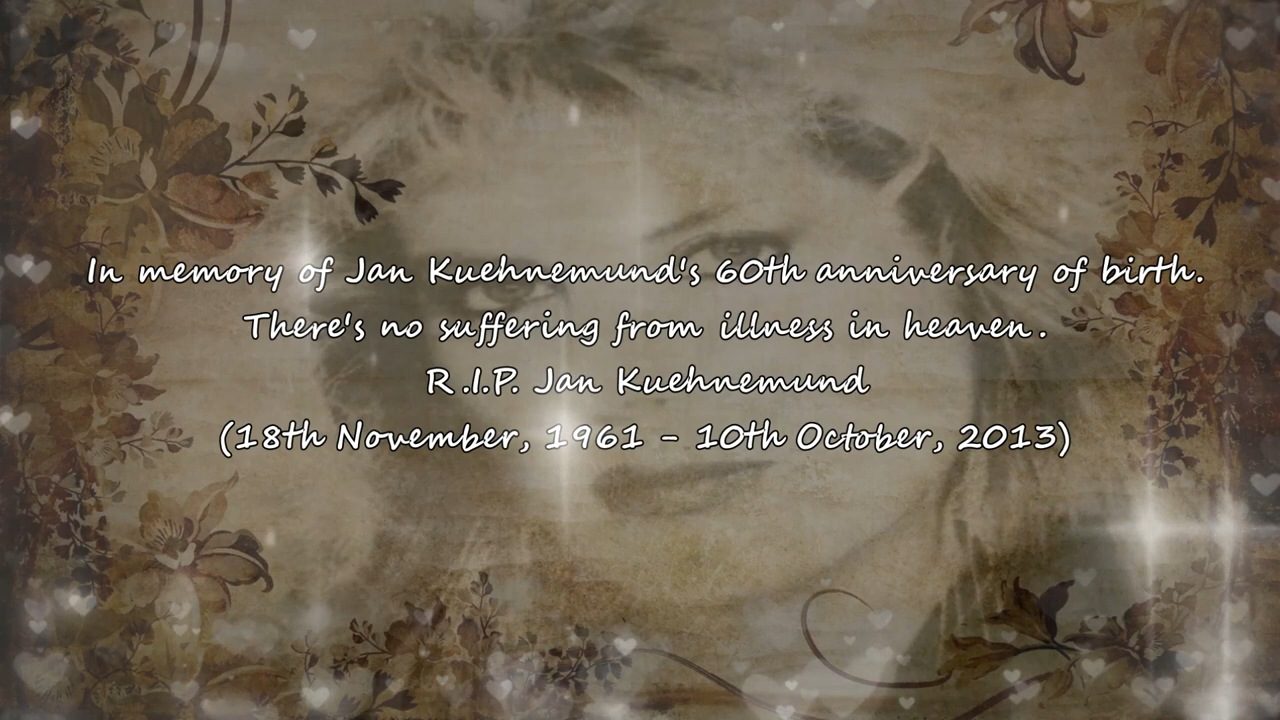 In memory of Jan Kuehnemund's 60th anniversary of birth.
There's no suffering from illness in heaven.
R.I.P. Jan Kuehnemund
(18th November, 1961 - 10th October, 2013)